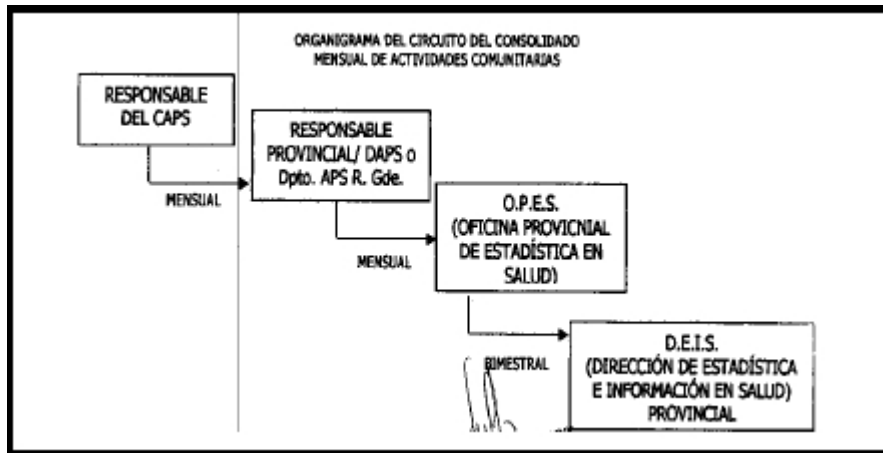 ORGANIGRAMA DEL CIRCUITO DEL CONSOLIDADO
MENSUAL DE ACTIVIDADES COMUNITARIAS
RESPONSABLE
DEL CAPS
MENSUAL
RESPONSABLE
PROVINCIAL/ DAPS o
Dpto. APS R. Gde.
MENSUAL
O.P.E.S.
(OFICINA PROVICNIAL
DE ESTADÍSTICA EN
SALUD)
BIMESTRAL
D.E.I.S.
(DIRECCIÓN DE ESTADÍSTICA
E INFORMACIÓN EN SALUD)
PROVINCIAL